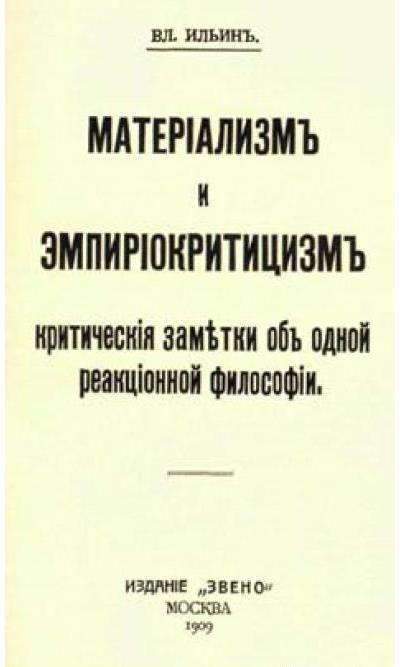 ВЛ. ИЛЬИНЪ.
МАТЕРІАЛИЗМЪ
и
ЭМПИРІОКРИТИЦИЗМЪ
критическія замѣтки объ одной
реакціонной философіи.
ИЗДАНІЕ „ЗВЕНО“
МОСКВА
1909